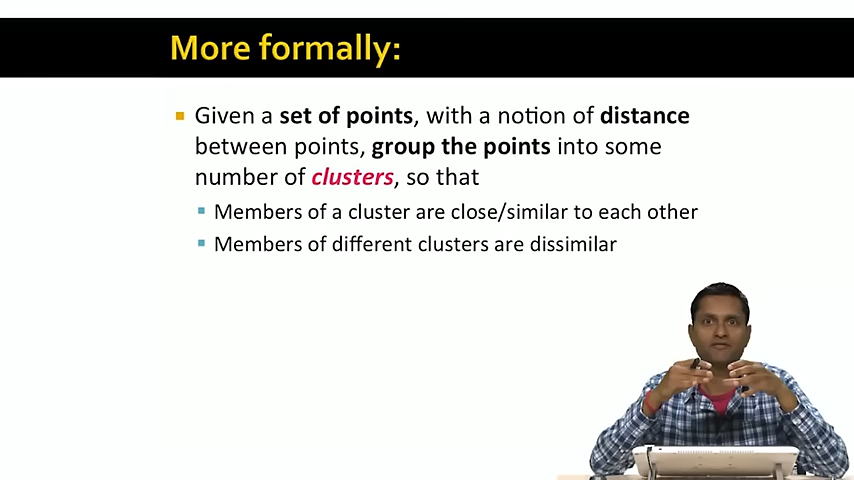 More formally:
Given a set of points, with a notion of distance
between points, group the points into some
number of clusters, so that
Members of a cluster are close/similar to each other
Members of different clusters are dissimilar